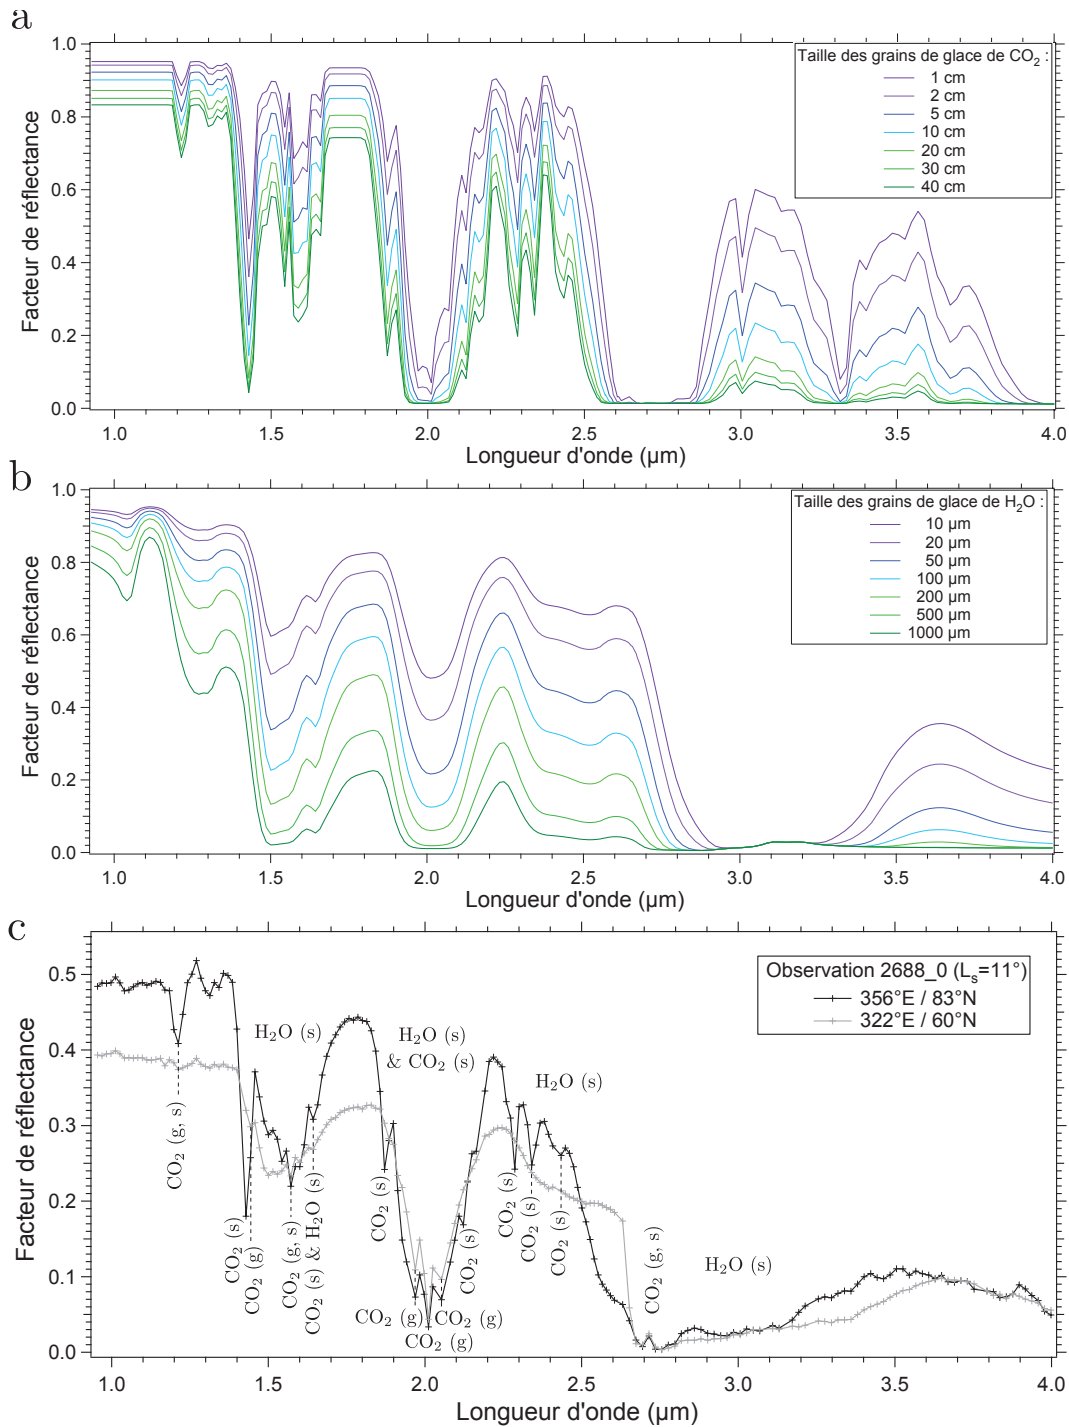 a
Facteur de réflectance
1.0
0.8
0.6
0.4
0.2
0.0
Taille des grains de glace de CO₂ :
1 cm
2 cm
5 cm
10 cm
20 cm
30 cm
40 cm
1.0 1.5 2.0 2.5 3.0 3.5 4.0
Longueur d'onde (µm)
b
Facteur de réflectance
1.0
0.8
0.6
0.4
0.2
0.0
Taille des grains de glace de H₂O :
10 µm
20 µm
50 µm
100 µm
200 µm
500 µm
1000 µm
1.0 1.5 2.0 2.5 3.0 3.5 4.0
Longueur d'onde (µm)
c
Facteur de réflectance
0.5
0.4
0.3
0.2
0.1
0.0
Observation 2688_0 (Lₛ=11°)
356°E / 83°N
322°E / 60°N
H₂O (s)
H₂O (s)
& CO₂ (s)
H₂O (s)
CO₂ (g, s)
CO₂ (s)
CO₂ (g)
CO₂ (g, s)
CO₂ (s) & H₂O (s)
CO₂ (s)
CO₂ (g)
CO₂ (g)
CO₂ (g)
CO₂ (s)
CO₂ (s)
CO₂ (s)
CO₂ (s)
CO₂ (g, s)
H₂O (s)
1.0 1.5 2.0 2.5 3.0 3.5 4.0
Longueur d'onde (µm)